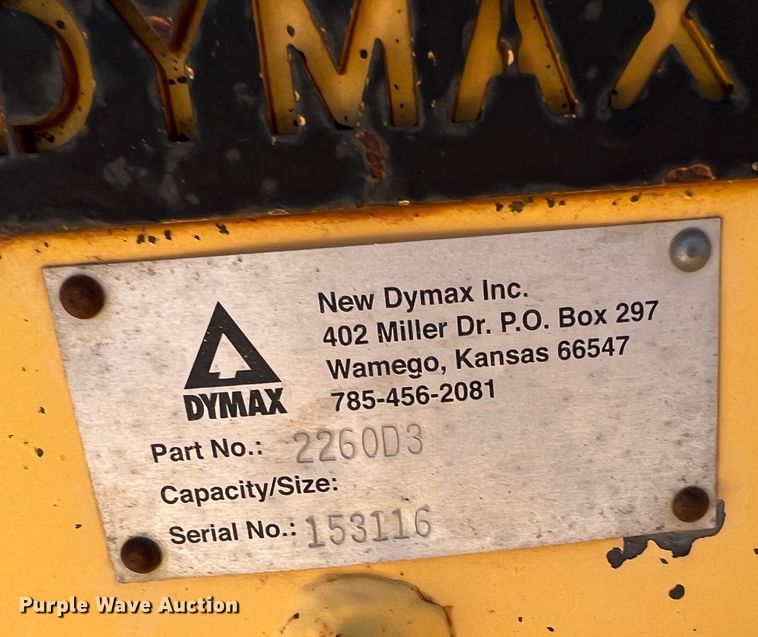 DYMAX
New Dymax Inc.
402 Miller Dr. P.O. Box 297
Wamego, Kansas 66547
785-456-2081
DYMAX
Part No.: 2260D3
Capacity/Size:
Serial No.: 153116
Purple Wave Auction